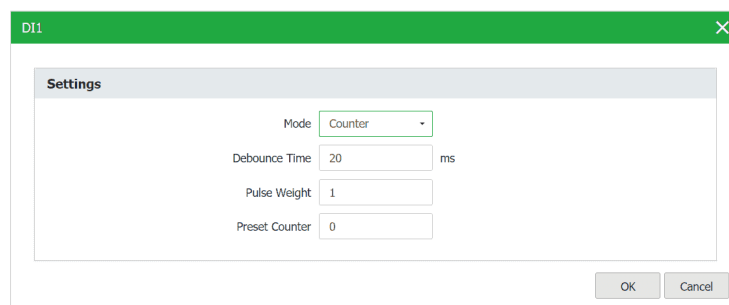 DI1
Settings
Mode Counter
Debounce Time 20 ms
Pulse Weight 1
Preset Counter 0
OK Cancel